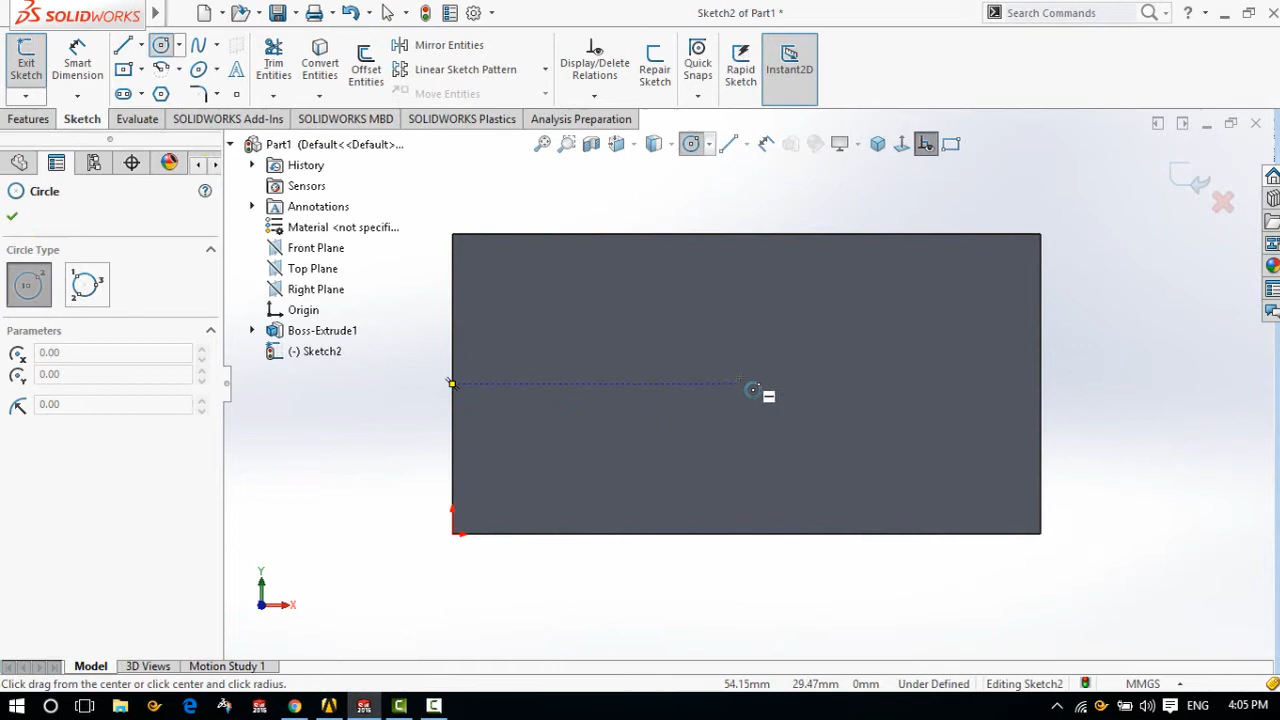 SOLIDWORKS
Sketch2 of Part1 *
Search Commands
?
Exit Sketch
Smart Dimension
Trim Entities
Convert Entities
Offset Entities
Mirror Entities
Linear Sketch Pattern
Move Entities
Display/Delete Relations
Repair Sketch
Quick Snaps
Rapid Sketch
Instant2D
Features
Sketch
Evaluate
SOLIDWORKS Add-Ins
SOLIDWORKS MBD
SOLIDWORKS Plastics
Analysis Preparation
Part1 (Default<<Default>...
History
Sensors
Annotations
Material <not specifi...
Front Plane
Top Plane
Right Plane
Origin
Boss-Extrude1
(-) Sketch2
Circle
?
Circle Type
Parameters
0.00
0.00
0.00
Y
X
Model
3D Views
Motion Study 1
Click drag from the center or click center and click radius.
54.15mm
29.47mm
0mm
Under Defined
Editing Sketch2
MMGS
4:05 PM